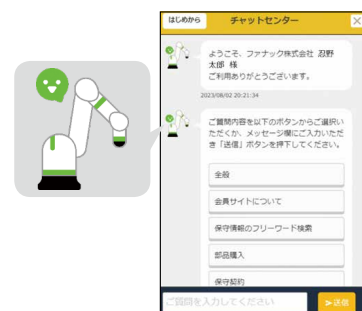 はじめから
チャットセンター
ようこそ、ファナック株式会社 忍野
太郎 様
ご利用ありがとうございます。
2023/08/02 20:21:34
ご質問内容を以下のボタンからご選択い
ただくか、メッセージ欄にご入力いただ
き「送信」ボタンを押下してください。
全般
会員サイトについて
保守情報のフリーワード検索
部品購入
保守契約
ご質問を入力してください
≻送信